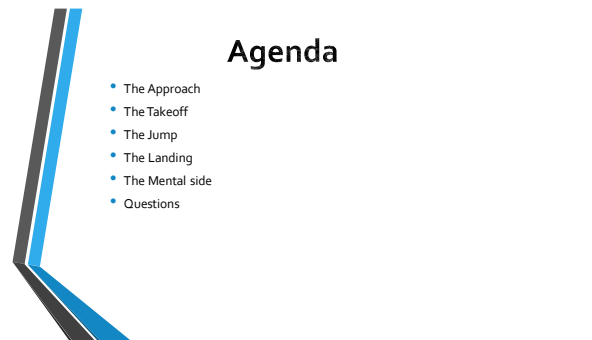 Agenda
The Approach
The Takeoff
The Jump
The Landing
The Mental side
Questions